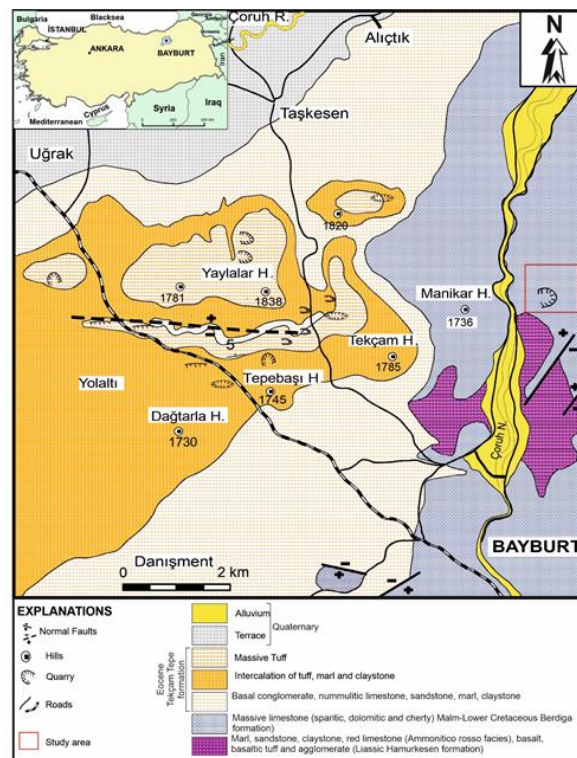 Bulgaria
Blacksea
Georgia
İSTANBUL
ANKARA
BAYBURT
Iran
Syria
Iraq
Cyprus
Mediterranean
Çoruh R.
Alıçtık
N
Taşkesen
Uğrak
1820
Yaylalar H.
1781
1838
Manikar H.
1736
+
-
5
Tekçam H.
1785
Yolaltı
Tepebaşı H.
1745
Dağtarla H.
1730
Çoruh N.
BAYBURT
Danışment
0 2 km
EXPLANATIONS
Normal Faults
Hills
Quarry
Roads
Study area
Alluvium
Terrace
Quaternary
Eocene
Tekçam Tepe
formation
Massive Tuff
Intercalation of tuff, marl and claystone
Basal conglomerate, nummulitic limestone, sandstone, marl, claystone
Massive limestone (sparitic, dolomitic and cherty) Malm-Lower Cretaceous Berdiga
formation)
Marl, sandstone, claystone, red limestone (Ammonitico rosso facies), basalt,
basaltic tuff and agglomerate (Liassic Hamurkesen formation)